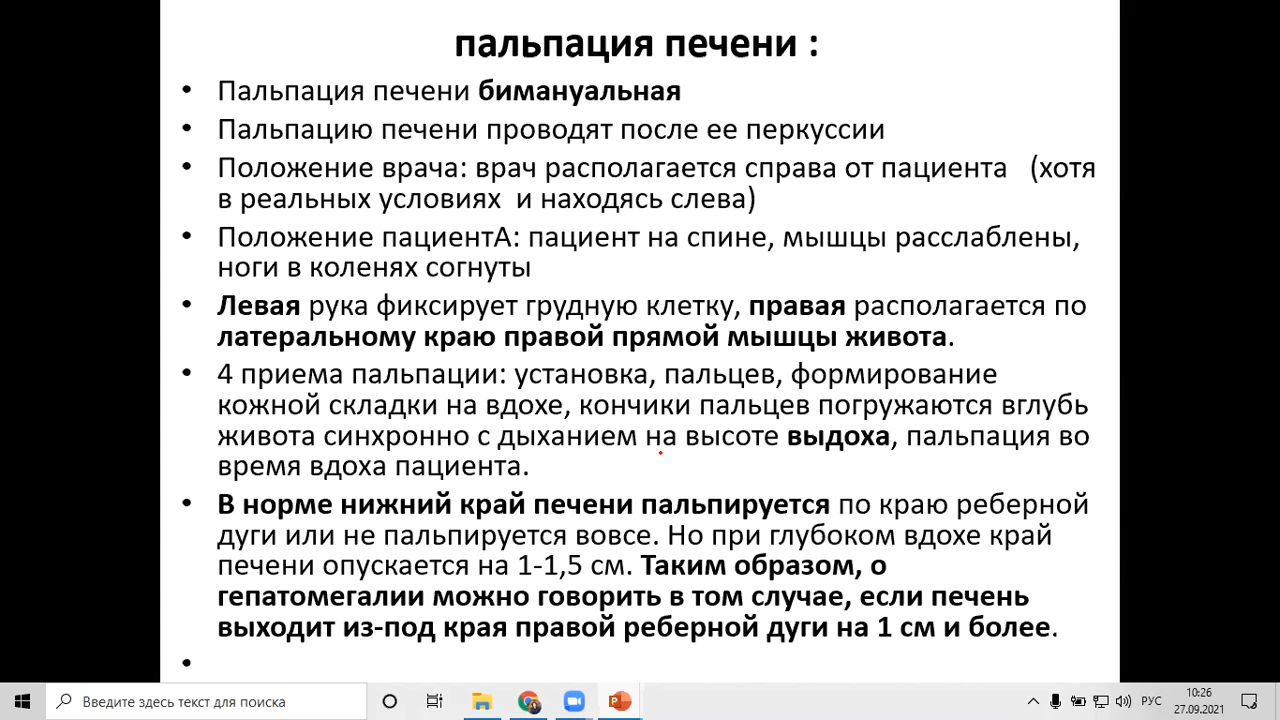 пальпация печени :
• Пальпация печени бимануальная
• Пальпацию печени проводят после ее перкуссии
• Положение врача: врач располагается справа от пациента (хотя
в реальных условиях и находясь слева)
• Положение пациентА: пациент на спине, мышцы расслаблены,
ноги в коленях согнуты
• Левая рука фиксирует грудную клетку, правая располагается по
латеральному краю правой прямой мышцы живота.
• 4 приема пальпации: установка, пальцев, формирование
кожной складки на вдохе, кончики пальцев погружаются вглубь
живота синхронно с дыханием на высоте выдоха, пальпация во
время вдоха пациента.
• В норме нижний край печени пальпируется по краю реберной
дуги или не пальпируется вовсе. Но при глубоком вдохе край
печени опускается на 1-1,5 см. Таким образом, о
гепатомегалии можно говорить в том случае, если печень
выходит из-под края правой реберной дуги на 1 см и более.
•
Введите здесь текст для поиска
РУС
10:26
27.09.2021